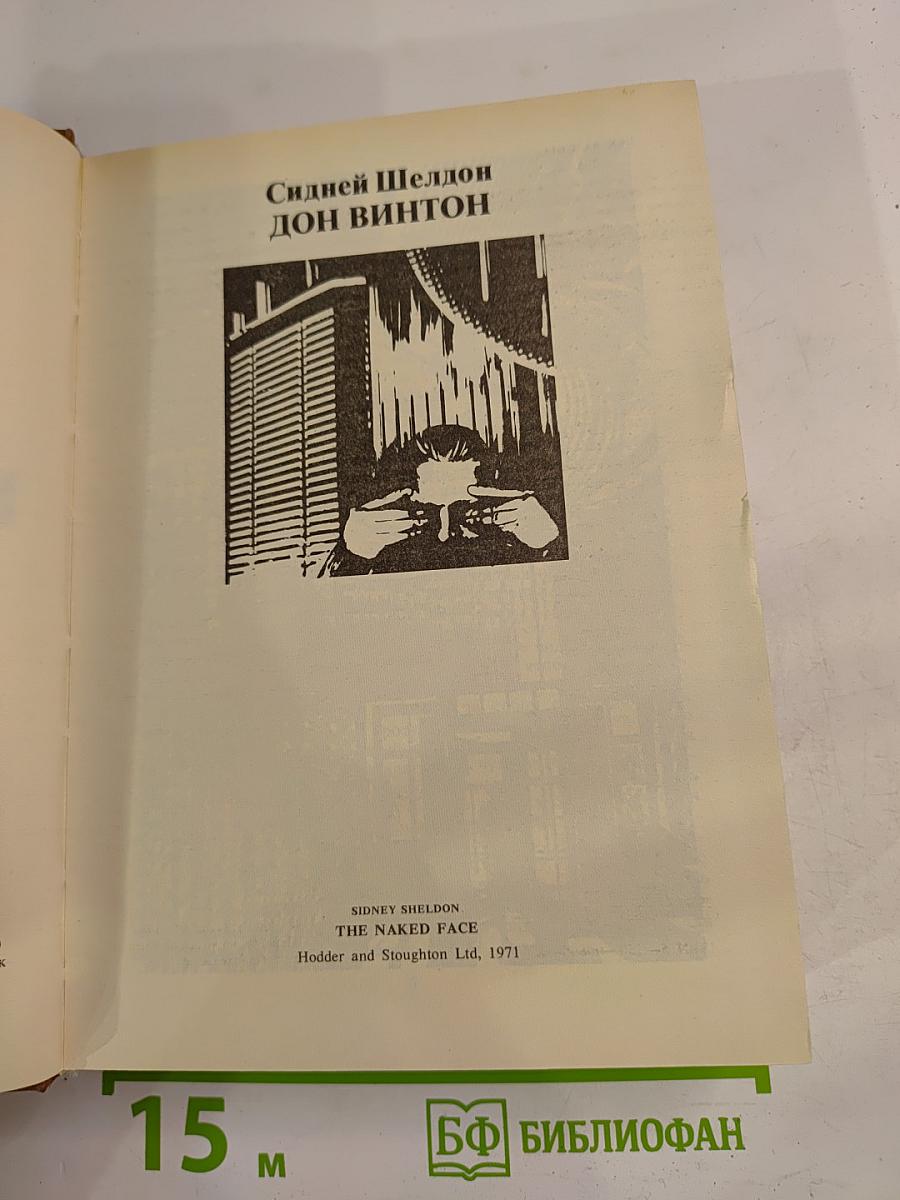 Сидней Шелдон
ДОН ВИНТОН
SIDNEY SHELDON
THE NAKED FACE
Hodder and Stoughton Ltd, 1971
к
15 м
БФ БИБЛИОФАН